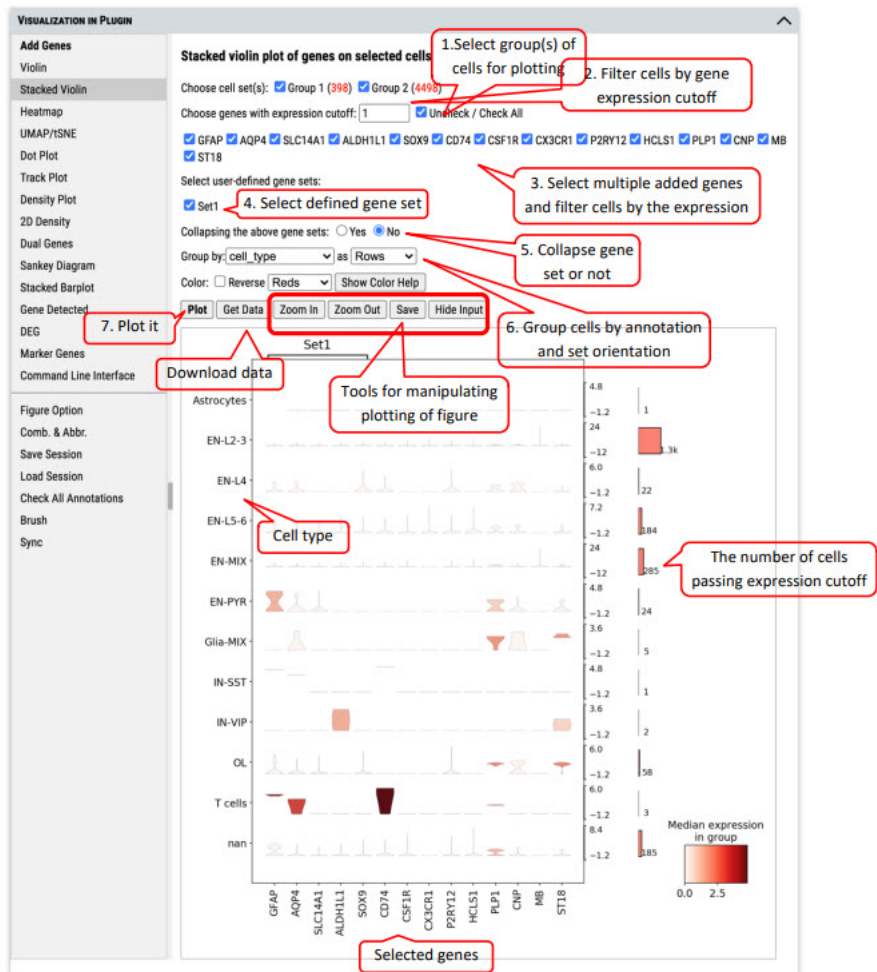 VISUALIZATION IN PLUGIN
Add Genes
Violin
Stacked Violin
Heatmap
UMAP/tSNE
Dot Plot
Track Plot
Density Plot
2D Density
Dual Genes
Sankey Diagram
Stacked Barplot
Gene Detected
DEG
Marker Genes
Command Line Interface
Figure Option
Comb. & Abbr.
Save Session
Load Session
Check All Annotations
Brush
Sync
Stacked violin plot of genes on selected cells
1.Select group(s) of
cells for plotting
2. Filter cells by gene
expression cutoff
Choose cell set(s): Group 1 (398) Group 2 (4498)
Choose genes with expression cutoff: 1 Uncheck / Check All
GFAP AQP4 SLC14A1 ALDH1L1 SOX9 CD74 CSF1R CX3CR1 P2RY12 HCLS1 PLP1 CNP MB
ST18
Select user-defined gene sets:
3. Select multiple added genes
and filter cells by the expression
Set1
4. Select defined gene set
Collapsing the above gene sets: Yes No
5. Collapse gene
set or not
Group by: cell_type as Rows
Color: Reverse Reds Show Color Help
Plot Get Data Zoom In Zoom Out Save Hide Input
7. Plot it
6. Group cells by annotation
and set orientation
Download data
Tools for manipulating
plotting of figure
Set1
Astrocytes 4.8 −1.2 1
EN-L2-3 24 −12 1.3k
EN-L4 6.0 −1.2 22
EN-L5-6 7.2 −1.2 184
Cell type
EN-MIX 24 −12 285
The number of cells
passing expression cutoff
EN-PYR 4.8 −1.2 24
Glia-MIX 3.6 −1.2 5
IN-SST 4.8 −1.2 1
IN-VIP 3.6 −1.2 2
OL 6.0 −1.2 58
T cells 6.0 −1.2 3
nan 8.4 −1.2 185
Median expression
in group
0.0 2.5
GFAP AQP4 SLC14A1 ALDH1L1 SOX9 CD74 CSF1R CX3CR1 P2RY12 HCLS1 PLP1 CNP MB ST18
Selected genes